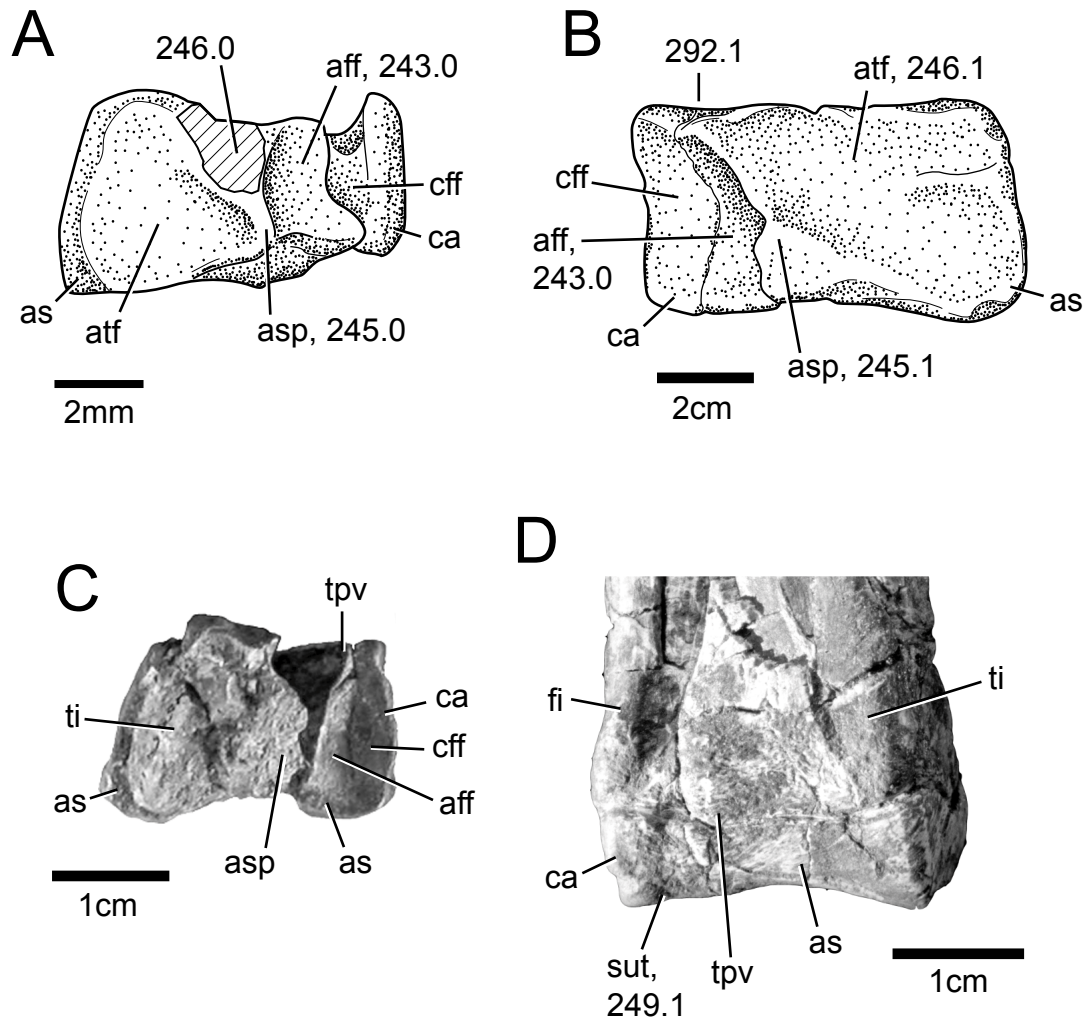 A
246.0
aff, 243.0
cff
ca
as
atf
asp, 245.0
2mm
B
292.1
atf, 246.1
cff
aff,
243.0
ca
as
asp, 245.1
2cm
C
tpv
ti
ca
cff
as
aff
asp
as
1cm
D
fi
ti
ca
as
sut,
249.1
tpv
1cm